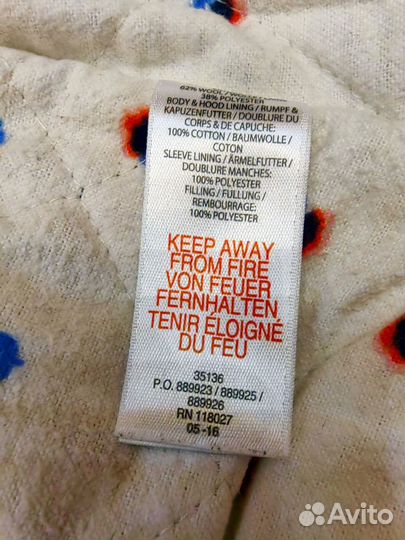 62% WOOL/
38% POLYESTER
BODY & HOOD LINING / RUMPF &
KAPUZENFUTTER / DOUBLURE DU
CORPS & DE CAPUCHE:
100% COTTON / BAUMWOLLE /
COTON
SLEEVE LINING / ÄRMELFUTTER /
DOUBLURE MANCHES:
100% POLYESTER
FILLING / FÜLLUNG /
REMBOURRAGE:
100% POLYESTER
KEEP AWAY
FROM FIRE
VON FEUER
FERNHALTEN
TENIR ÉLOIGNÉ
DU FEU
35136
P.O. 889923 / 889925 /
889926
RN 118027
05 -16
Avito